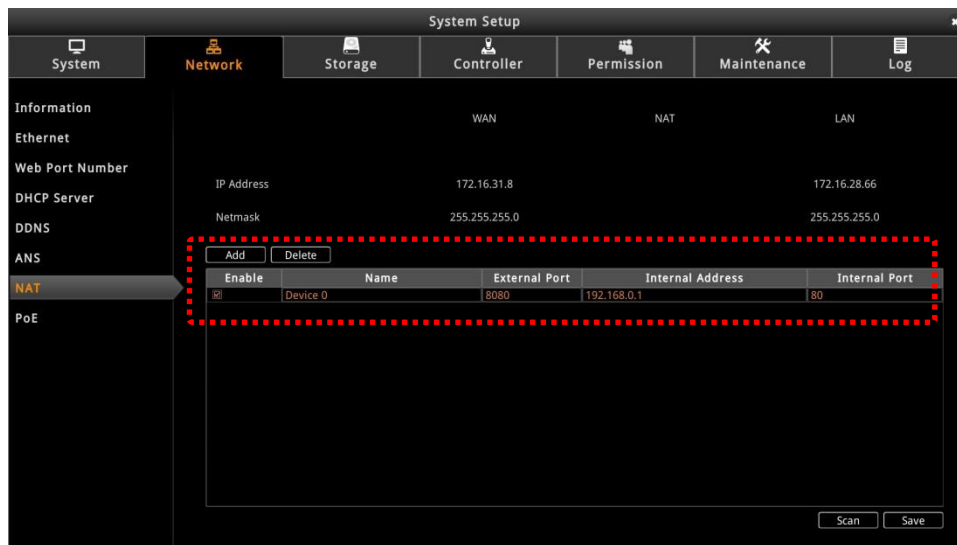 System Setup
System Network Storage Controller Permission Maintenance Log
Information
Ethernet
Web Port Number
DHCP Server
DDNS
ANS
NAT
PoE
WAN NAT LAN
IP Address 172.16.31.8 172.16.28.66
Netmask 255.255.255.0 255.255.255.0
Add Delete
Enable Name External Port Internal Address Internal Port
Device 0 8080 192.168.0.1 80
Scan Save